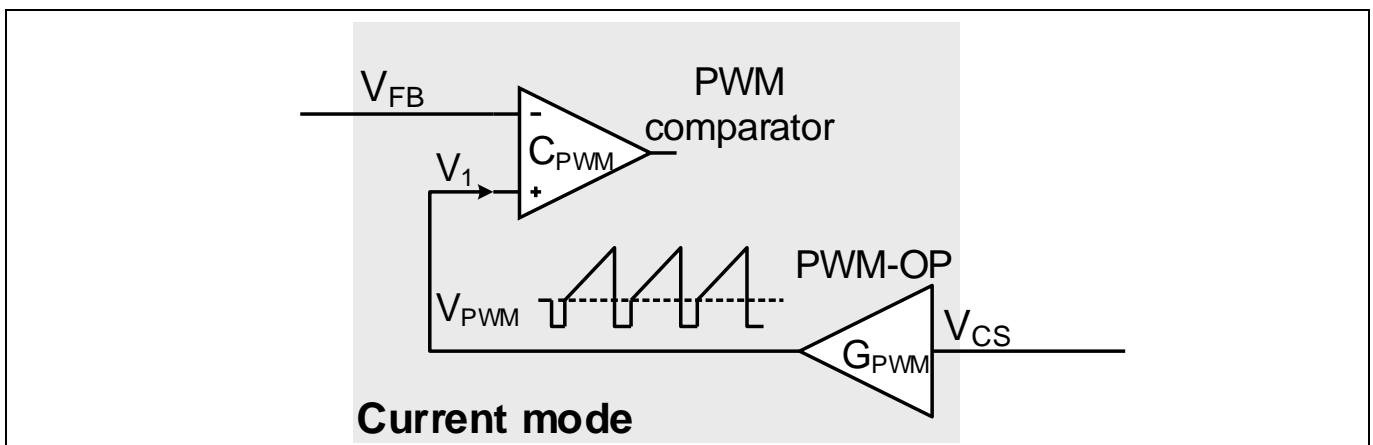 V_FB
PWM
comparator
-
C_PWM
V_1
+
PWM-OP
V_PWM
V_CS
G_PWM
Current mode